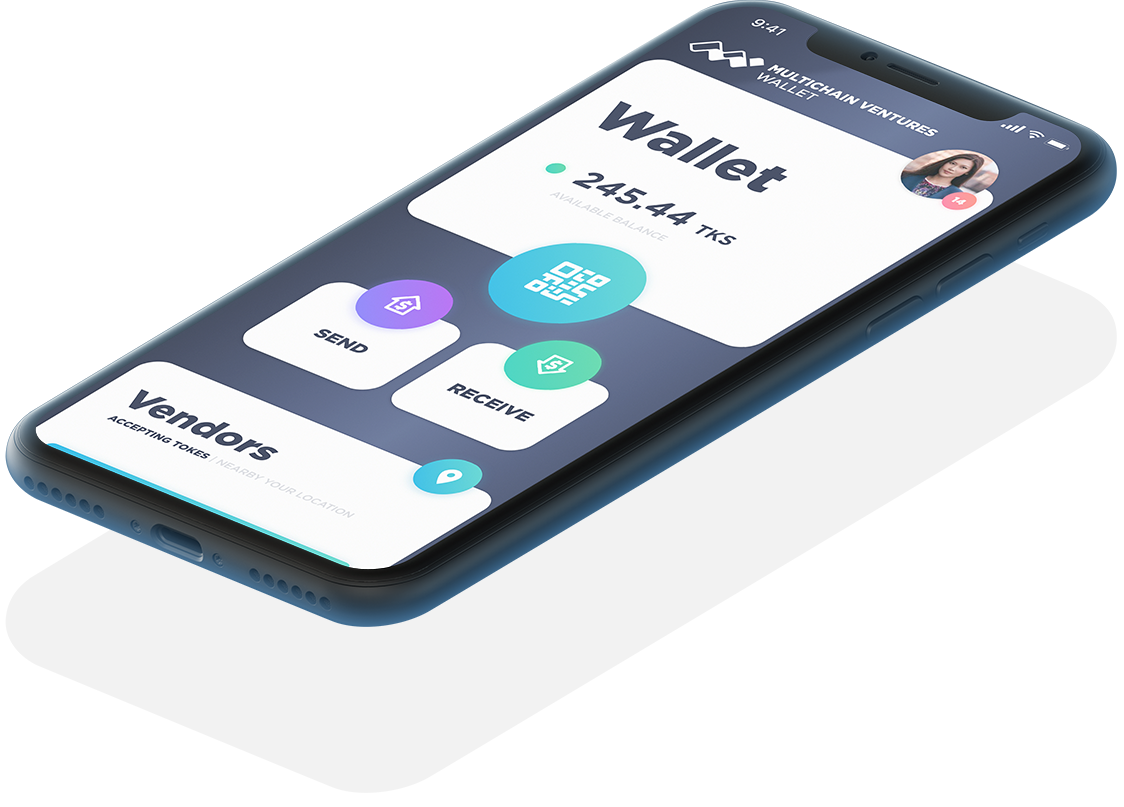 9:41
MULTICHAIN VENTURES
WALLET
Wallet
245.44 TKS
AVAILABLE BALANCE
14
SEND
RECEIVE
Vendors
ACCEPTING TOKES | NEARBY YOUR LOCATION